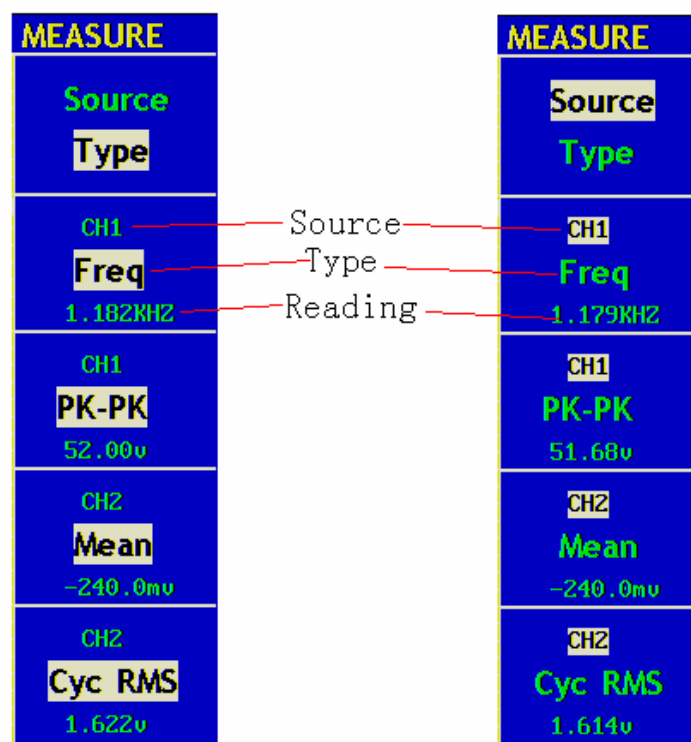 MEASURE
Source
Type
CH1
Freq
1.182KHZ
CH1
PK-PK
52.00v
CH2
Mean
-240.0mv
CH2
Cyc RMS
1.622v
Source
Type
Reading
MEASURE
Source
Type
CH1
Freq
1.179KHZ
CH1
PK-PK
51.68v
CH2
Mean
-240.0mv
CH2
Cyc RMS
1.614v